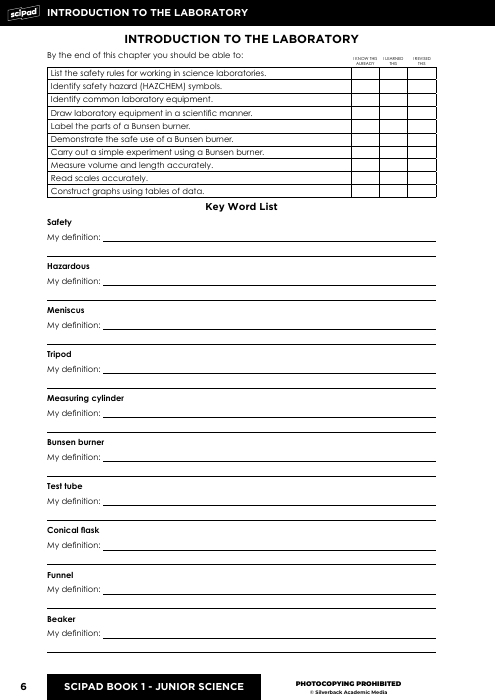 scipad
INTRODUCTION TO THE LABORATORY
INTRODUCTION TO THE LABORATORY
By the end of this chapter you should be able to:
I KNOW THIS ALREADY
I LEARNED THIS
I REVISED THIS
List the safety rules for working in science laboratories.
Identify safety hazard (HAZCHEM) symbols.
Identify common laboratory equipment.
Draw laboratory equipment in a scientific manner.
Label the parts of a Bunsen burner.
Demonstrate the safe use of a Bunsen burner.
Carry out a simple experiment using a Bunsen burner.
Measure volume and length accurately.
Read scales accurately.
Construct graphs using tables of data.
Key Word List
Safety
My definition:
Hazardous
My definition:
Meniscus
My definition:
Tripod
My definition:
Measuring cylinder
My definition:
Bunsen burner
My definition:
Test tube
My definition:
Conical flask
My definition:
Funnel
My definition:
Beaker
My definition:
6
SCIPAD BOOK 1 - JUNIOR SCIENCE
PHOTOCOPYING PROHIBITED
© Silverback Academic Media